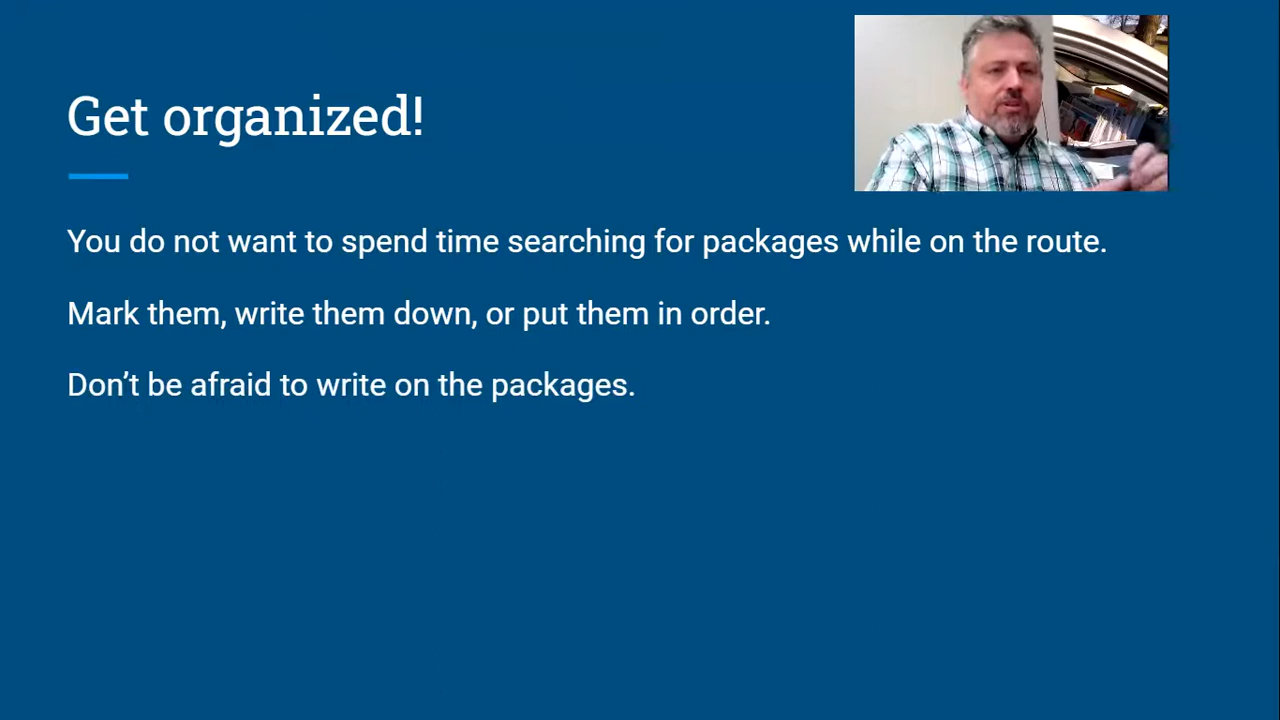 Get organized!
You do not want to spend time searching for packages while on the route.
Mark them, write them down, or put them in order.
Don’t be afraid to write on the packages.